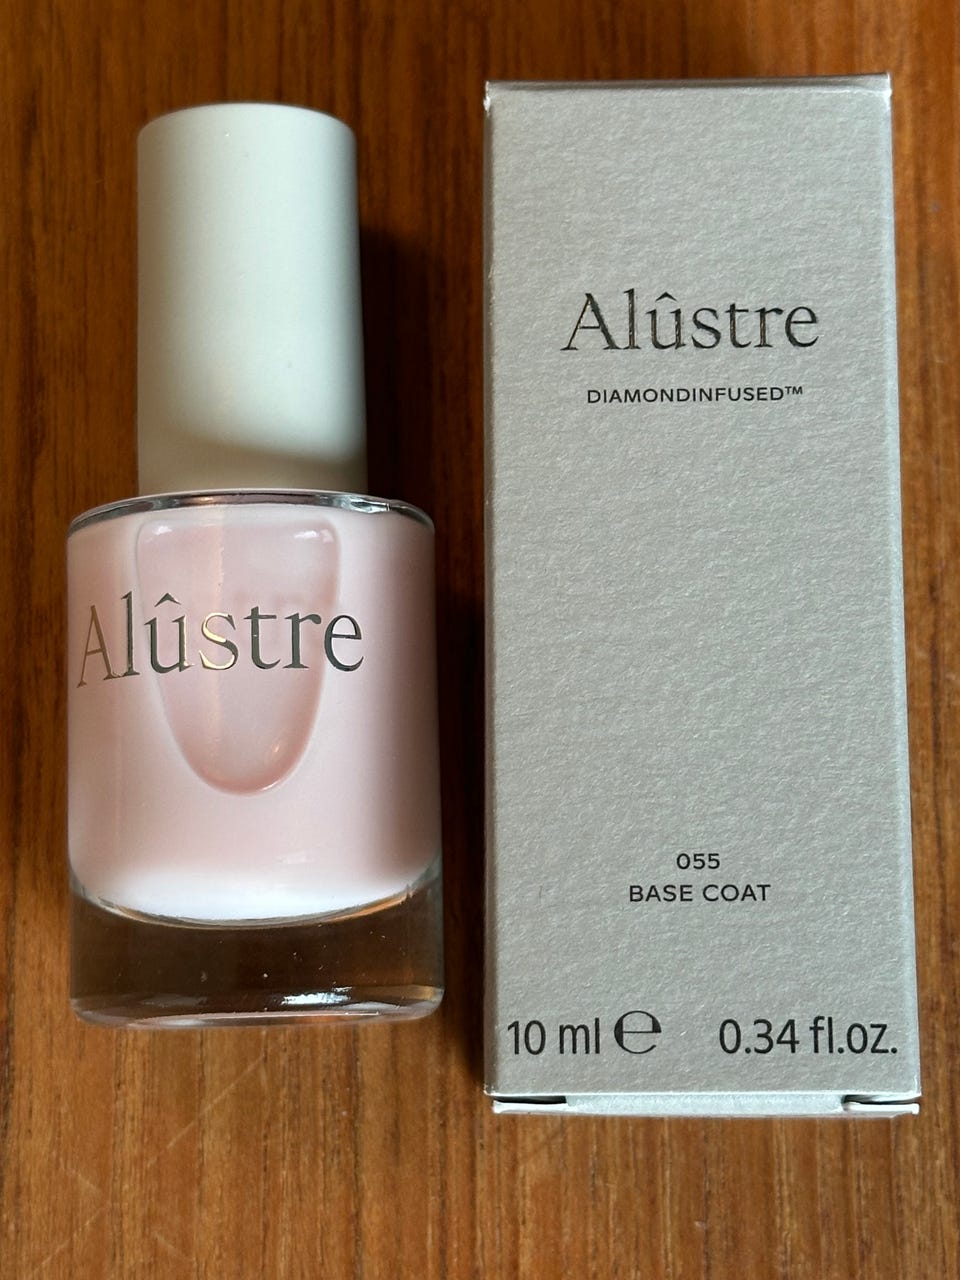 Alûstre
Alûstre
DIAMONDINFUSED™
055
BASE COAT
10 ml ℮ 0.34 fl.oz.